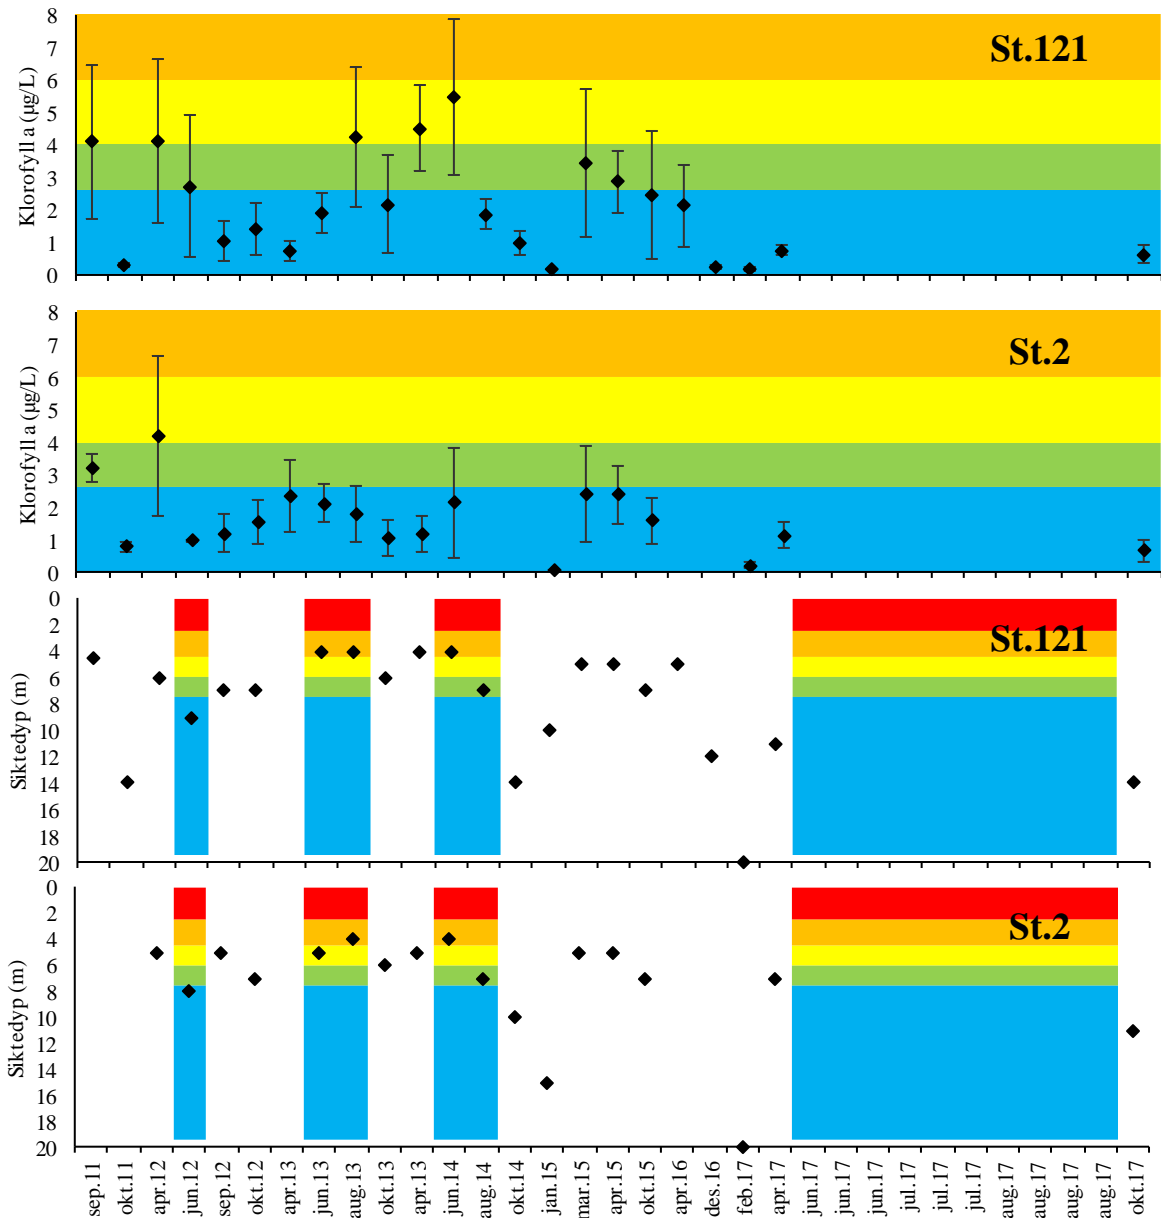 St.121
Klorofyll a (µg/L)
8
7
6
5
4
3
2
1
0
St.2
Klorofyll a (µg/L)
8
7
6
5
4
3
2
1
0
St.121
Siktedyp (m)
0
2
4
6
8
10
12
14
16
18
20
St.2
Siktedyp (m)
0
2
4
6
8
10
12
14
16
18
20
sep.11
okt.11
apr.12
jun.12
sep.12
okt.12
apr.13
jun.13
aug.13
okt.13
apr.13
jun.14
aug.14
okt.14
jan.15
mar.15
apr.15
okt.15
apr.16
des.16
feb.17
apr.17
jun.17
jun.17
jun.17
jul.17
jul.17
jul.17
aug.17
aug.17
aug.17
aug.17
okt.17